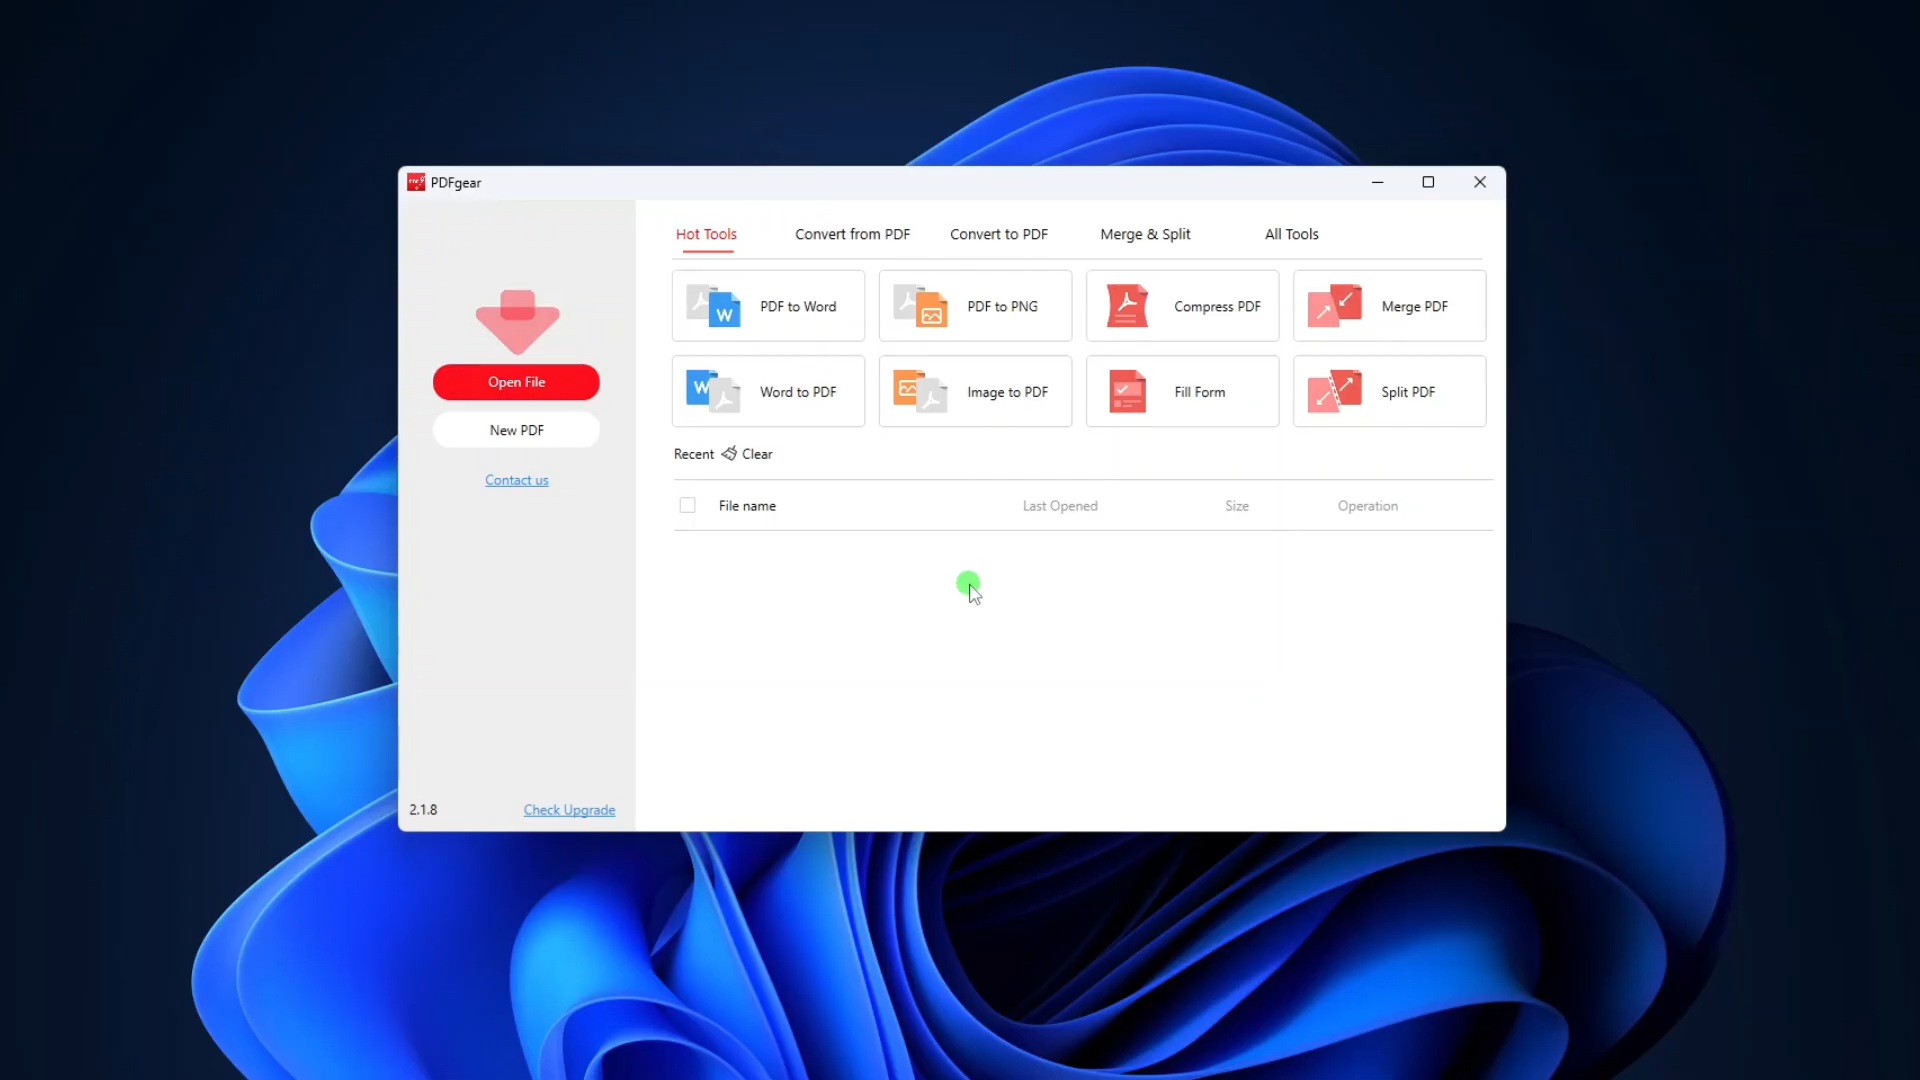 PDFgear
Hot Tools
Convert from PDF
Convert to PDF
Merge & Split
All Tools
PDF to Word
PDF to PNG
Compress PDF
Merge PDF
Word to PDF
Image to PDF
Fill Form
Split PDF
Open File
New PDF
Contact us
Recent Clear
File name Last Opened Size Operation
2.1.8 Check Upgrade